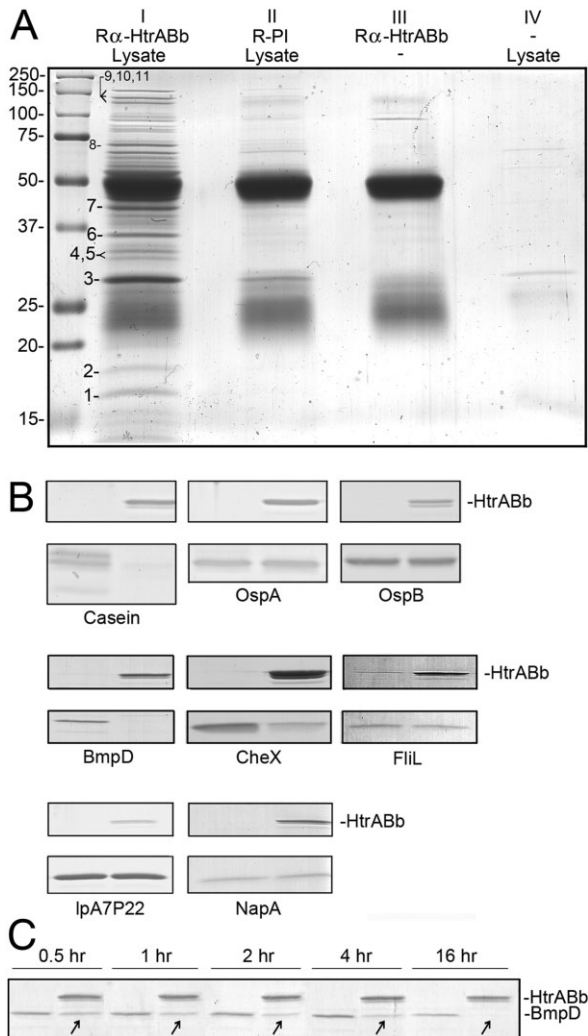 A
I II III IV
Rα-HtrABb R-PI Rα-HtrABb -
Lysate Lysate - Lysate
250-
150-
100-
75-
50-
37-
25-
20-
15-
9,10,11
8-
7-
6-
4,5
3-
2-
1-
B
-HtrABb
Casein OspA OspB
-HtrABb
BmpD CheX FliL
-HtrABb
IpA7P22 NapA
C
0.5 hr 1 hr 2 hr 4 hr 16 hr
-HtrABb
-BmpD